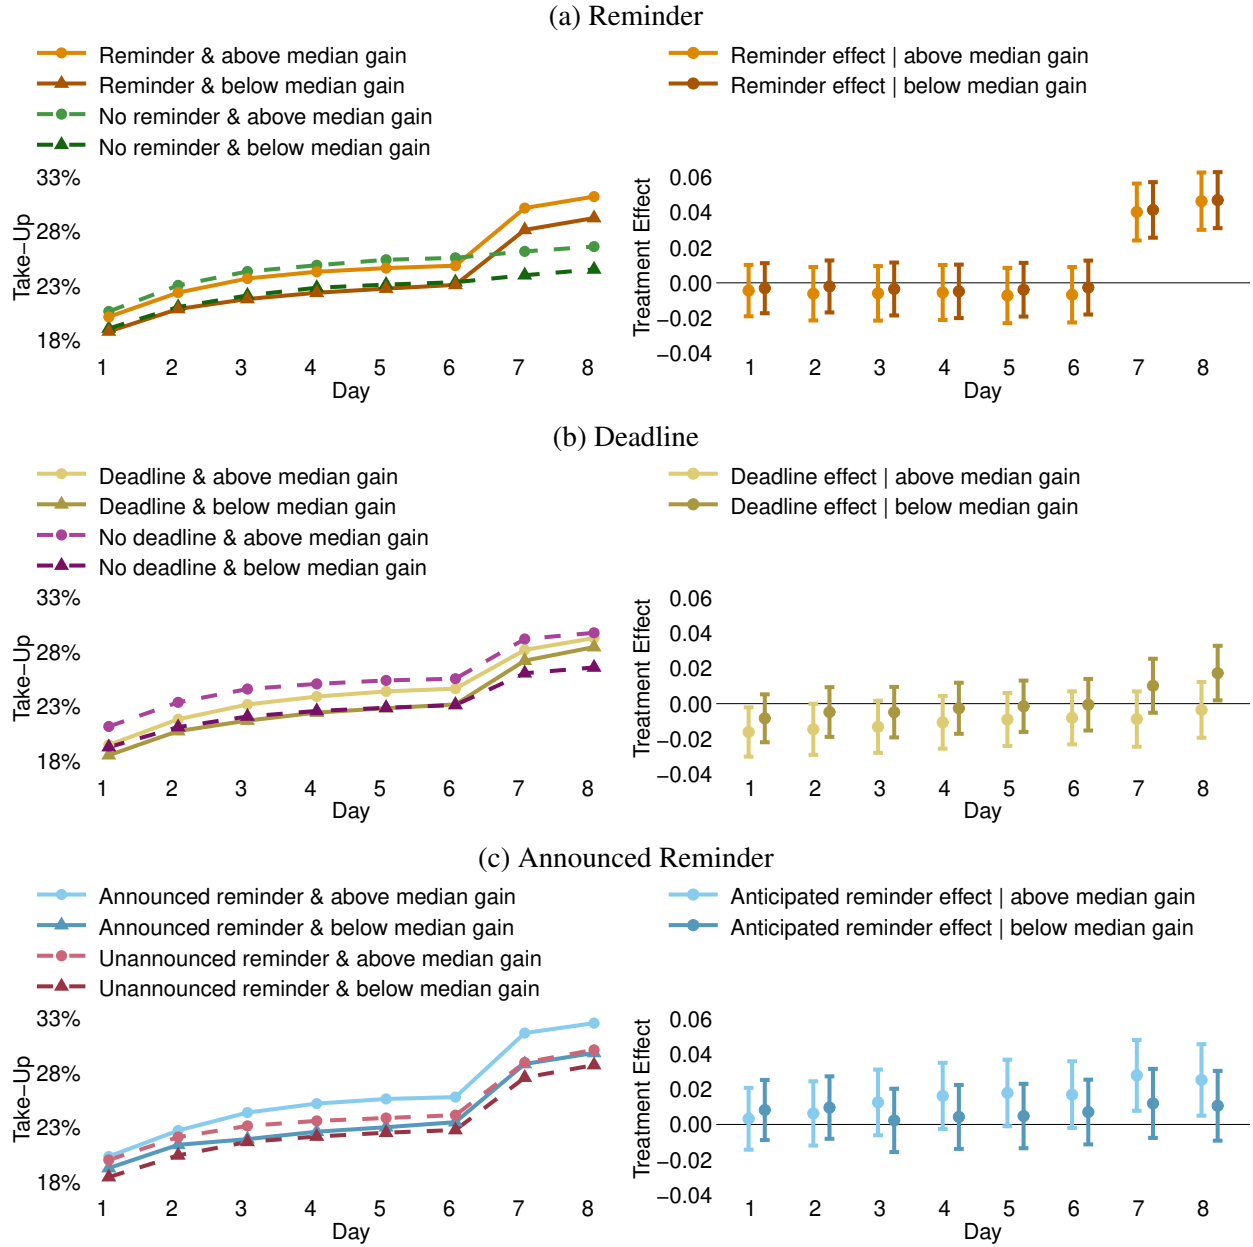 (a) Reminder
Reminder & above median gain
Reminder & below median gain
No reminder & above median gain
No reminder & below median gain
33%
28%
23%
18%
Take−Up
1 2 3 4 5 6 7 8
Day
Reminder effect | above median gain
Reminder effect | below median gain
0.06
0.04
0.02
0.00
−0.02
−0.04
Treatment Effect
1 2 3 4 5 6 7 8
Day
(b) Deadline
Deadline & above median gain
Deadline & below median gain
No deadline & above median gain
No deadline & below median gain
33%
28%
23%
18%
Take−Up
1 2 3 4 5 6 7 8
Day
Deadline effect | above median gain
Deadline effect | below median gain
0.06
0.04
0.02
0.00
−0.02
−0.04
Treatment Effect
1 2 3 4 5 6 7 8
Day
(c) Announced Reminder
Announced reminder & above median gain
Announced reminder & below median gain
Unannounced reminder & above median gain
Unannounced reminder & below median gain
33%
28%
23%
18%
Take−Up
1 2 3 4 5 6 7 8
Day
Anticipated reminder effect | above median gain
Anticipated reminder effect | below median gain
0.06
0.04
0.02
0.00
−0.02
−0.04
Treatment Effect
1 2 3 4 5 6 7 8
Day